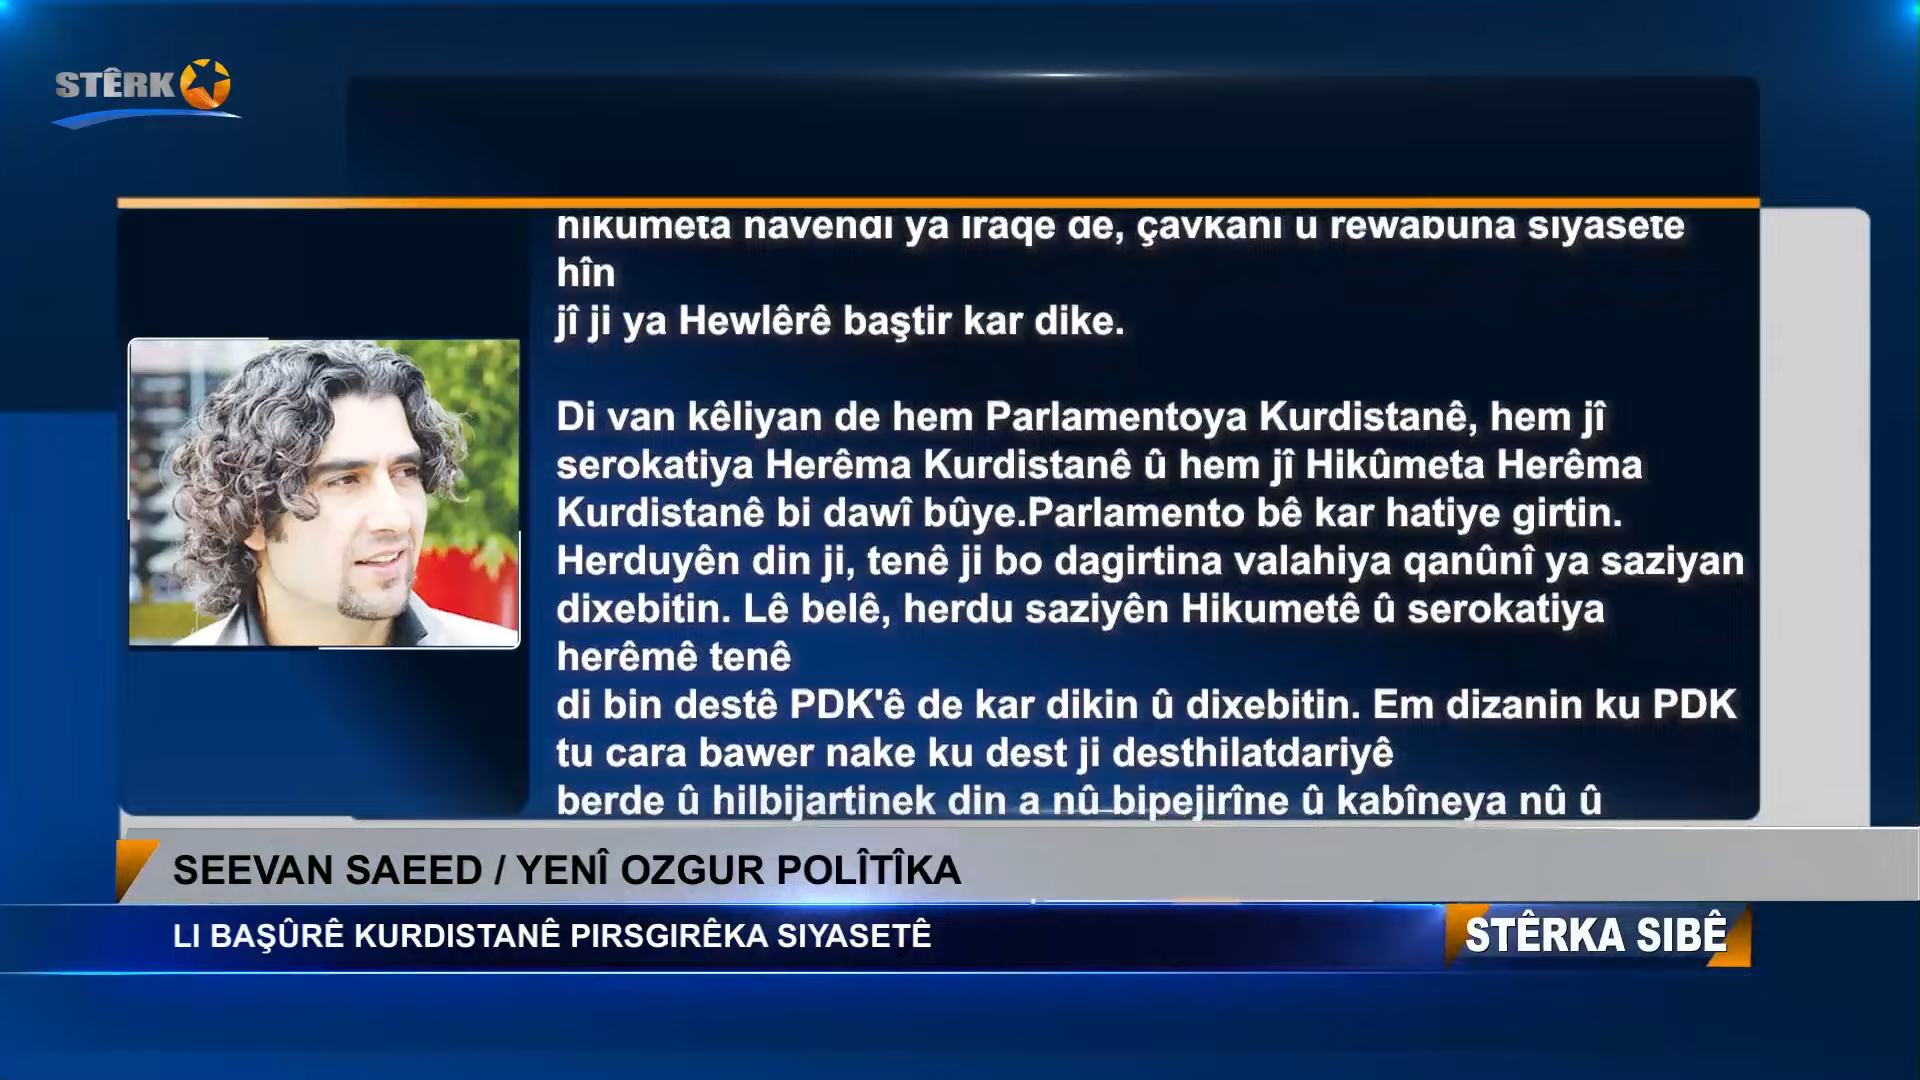 STÊRK
hikûmeta navendî ya Iraqê de, çavkanî û rewabûna siyasetê
hîn
jî ji ya Hewlêrê baştir kar dike.
Di van kêliyan de hem Parlamentoya Kurdistanê, hem jî
serokatiya Herêma Kurdistanê û hem jî Hikûmeta Herêma
Kurdistanê bi dawî bûye.Parlamento bê kar hatiye girtin.
Herduyên din ji, tenê ji bo dagirtina valahiya qanûnî ya saziyan
dixebitin. Lê belê, herdu saziyên Hikumetê û serokatiya
herêmê tenê
di bin destê PDK'ê de kar dikin û dixebitin. Em dizanin ku PDK
tu cara bawer nake ku dest ji desthilatdariyê
berde û hilbijartinek din a nû bipejirîne û kabîneya nû û
SEEVAN SAEED / YENÎ OZGUR POLÎTÎKA
LI BAŞÛRÊ KURDISTANÊ PIRSGIRÊKA SIYASETÊ
STÊRKA SIBÊ